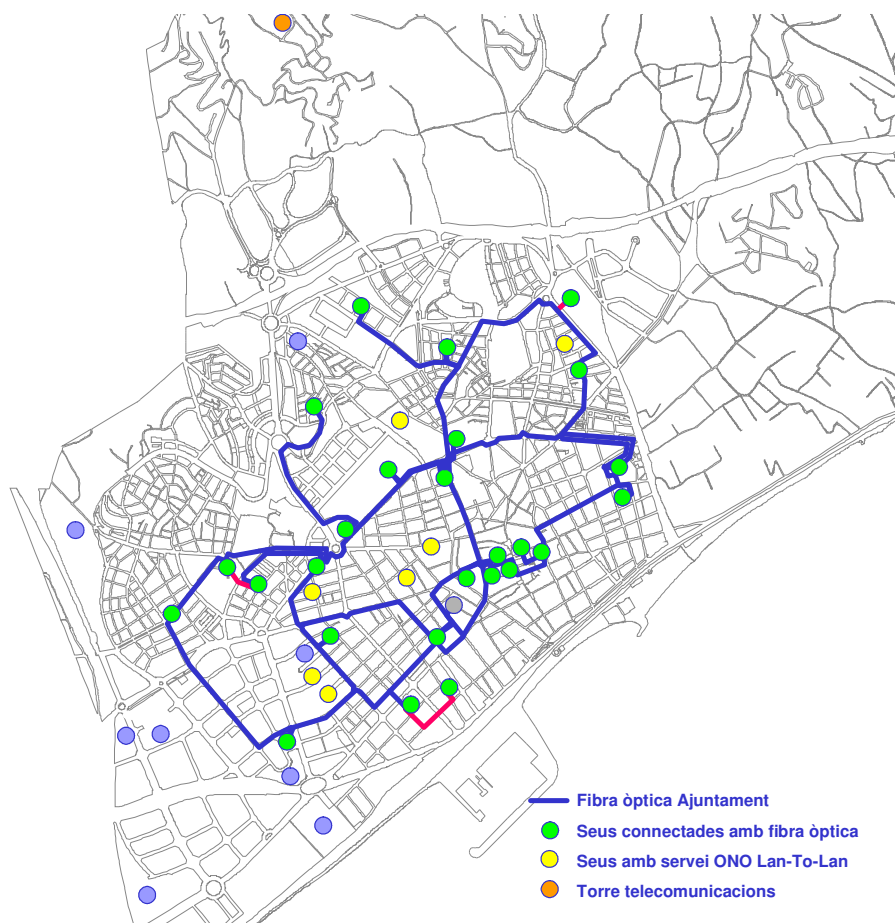 Fibra òptica Ajuntament
Seus connectades amb fibra òptica
Seus amb servei ONO Lan-To-Lan
Torre telecomunicacions